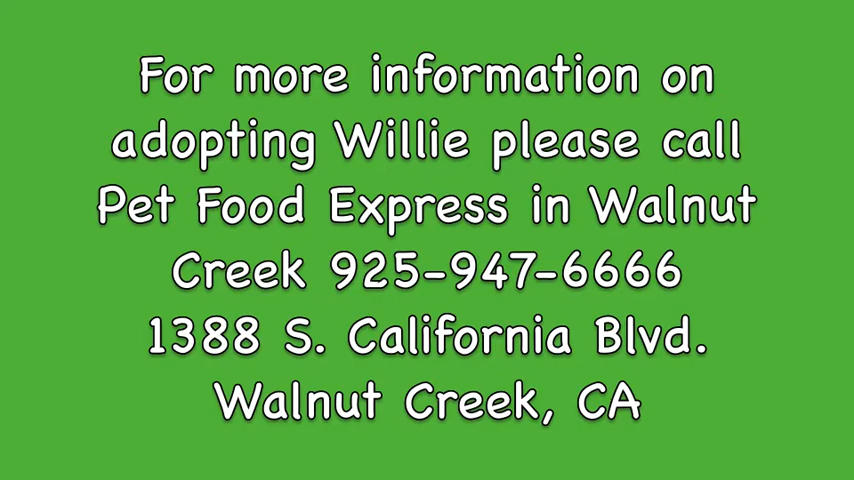 For more information on
adopting Willie please call
Pet Food Express in Walnut
Creek 925-947-6666
1388 S. California Blvd.
Walnut Creek, CA